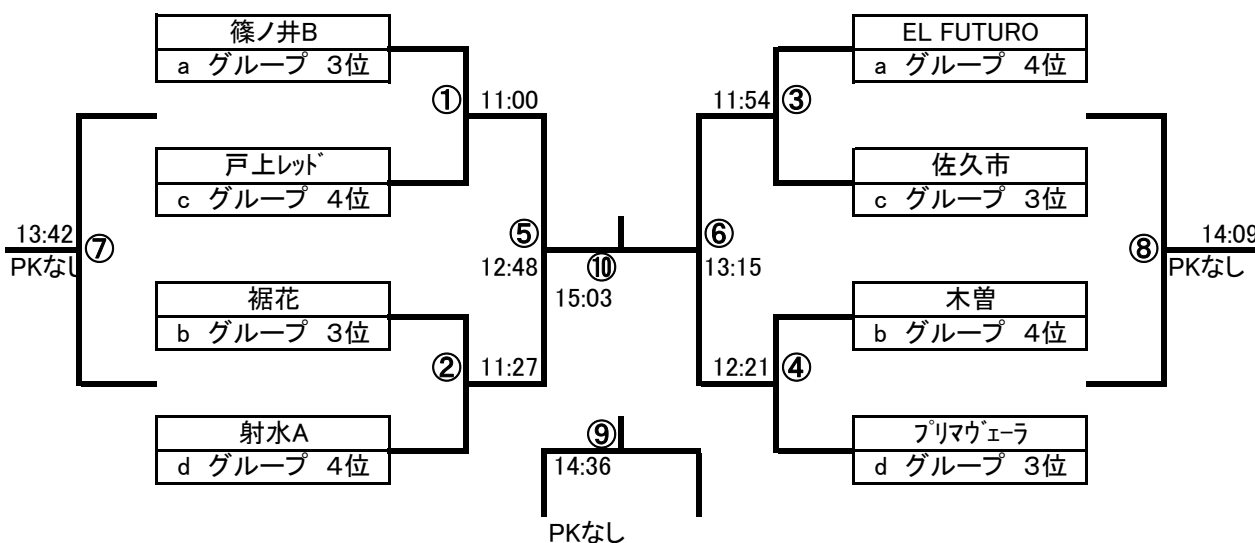 篠ノ井B
a グループ 3位
EL FUTURO
a グループ 4位
① 11:00
11:54 ③
戸上レッド
c グループ 4位
佐久市
c グループ 3位
13:42 ⑦
PKなし
⑤
12:48
⑩
15:03
⑥
13:15
⑧ 14:09
PKなし
裾花
b グループ 3位
木曽
b グループ 4位
② 11:27
12:21 ④
射水A
d グループ 4位
⑨
14:36
PKなし
プリマヴェーラ
d グループ 3位